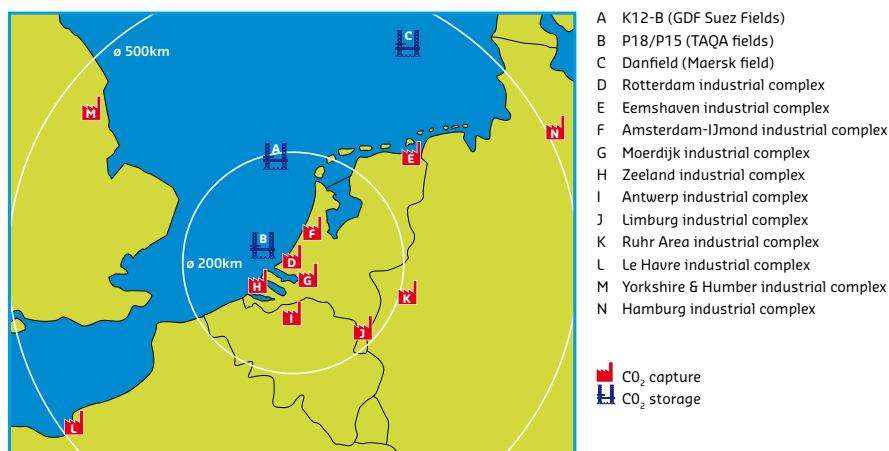 ø 500km
C
M
N
A
E
F
ø 200km
B
D
G
H
K
I
J
L
A K12-B (GDF Suez Fields)
B P18/P15 (TAQA fields)
C Danfield (Maersk field)
D Rotterdam industrial complex
E Eemshaven industrial complex
F Amsterdam-IJmond industrial complex
G Moerdijk industrial complex
H Zeeland industrial complex
I Antwerp industrial complex
J Limburg industrial complex
K Ruhr Area industrial complex
L Le Havre industrial complex
M Yorkshire & Humber industrial complex
N Hamburg industrial complex
CO₂ capture
CO₂ storage